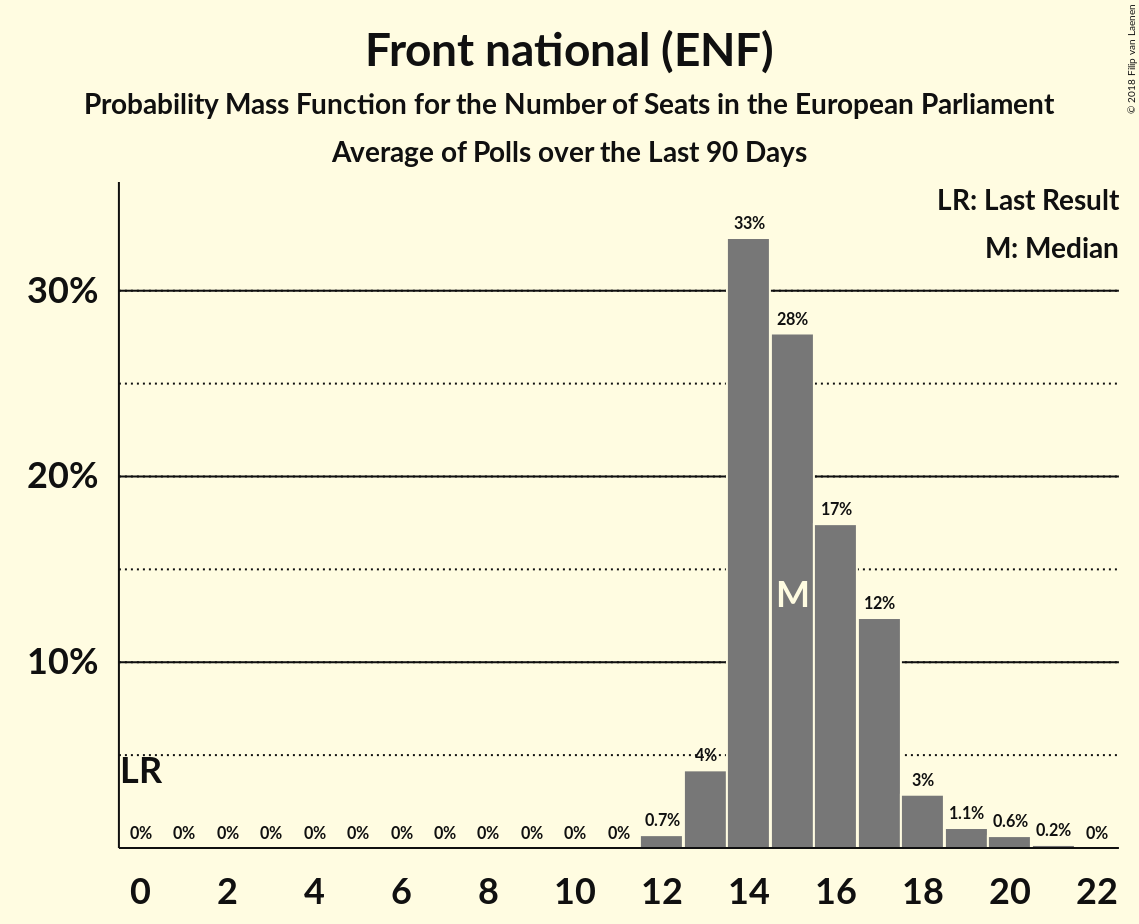 Front national (ENF)
Probability Mass Function for the Number of Seats in the European Parliament
Average of Polls over the Last 90 Days
© 2018 Filip van Laenen
LR: Last Result
M: Median
33%
30%
28%
20%
17%
M
12%
10%
4%
LR
3%
0% 0% 0% 0% 0% 0% 0% 0% 0% 0% 0% 0% 0.7% 1.1% 0.6% 0.2% 0%
0 2 4 6 8 10 12 14 16 18 20 22